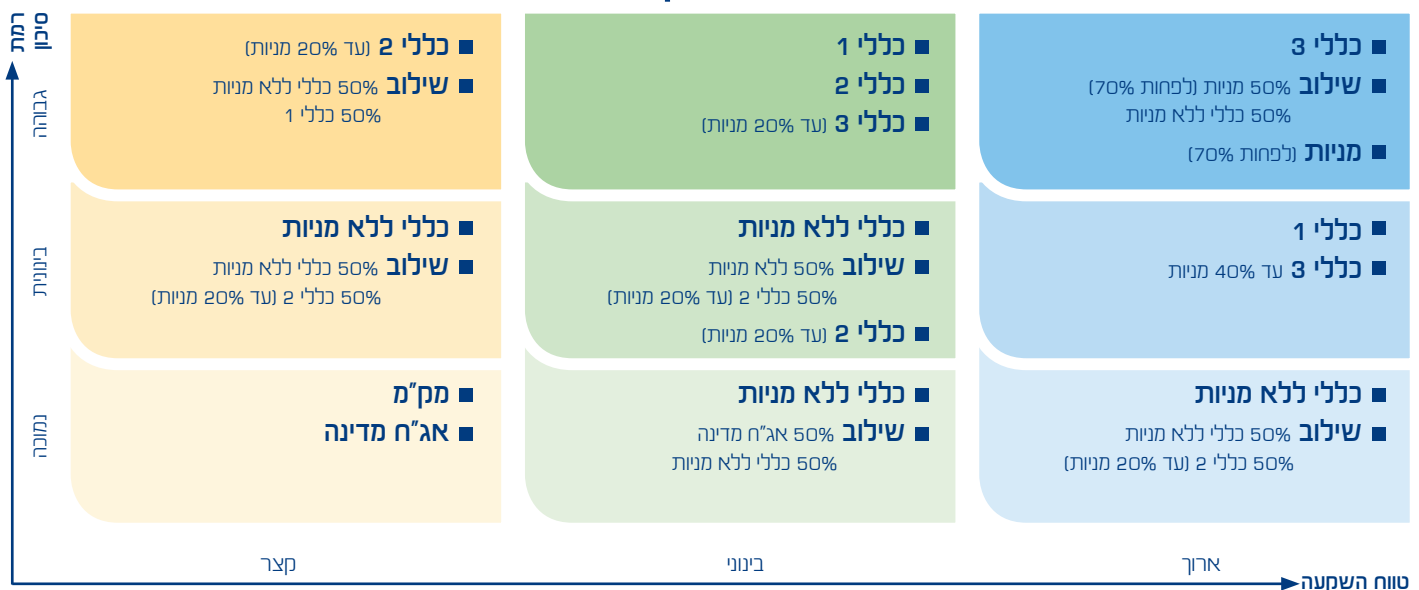 רמת
סיכון
גבוהה
כללי 3
שילוב 50% מניות (לפחות 70%)
50% כללי ללא מניות
מניות (לפחות 70%)
כללי 1
כללי 2
כללי 3 (עד 20% מניות)
כללי 2 (עד 20% מניות)
שילוב 50% כללי ללא מניות
50% כללי 1
בינונית
כללי 1
כללי 3 עד 40% מניות
כללי ללא מניות
שילוב 50% ללא מניות
50% כללי 2 (עד 20% מניות)
כללי 2 (עד 20% מניות)
כללי ללא מניות
שילוב 50% כללי ללא מניות
50% כללי 2 (עד 20% מניות)
נמוכה
כללי ללא מניות
שילוב 50% כללי ללא מניות
50% כללי 2 (עד 20% מניות)
כללי ללא מניות
שילוב 50% אג"ח מדינה
50% כללי ללא מניות
מק"מ
אג"ח מדינה
ארוך
בינוני
קצר
טווח השקעה